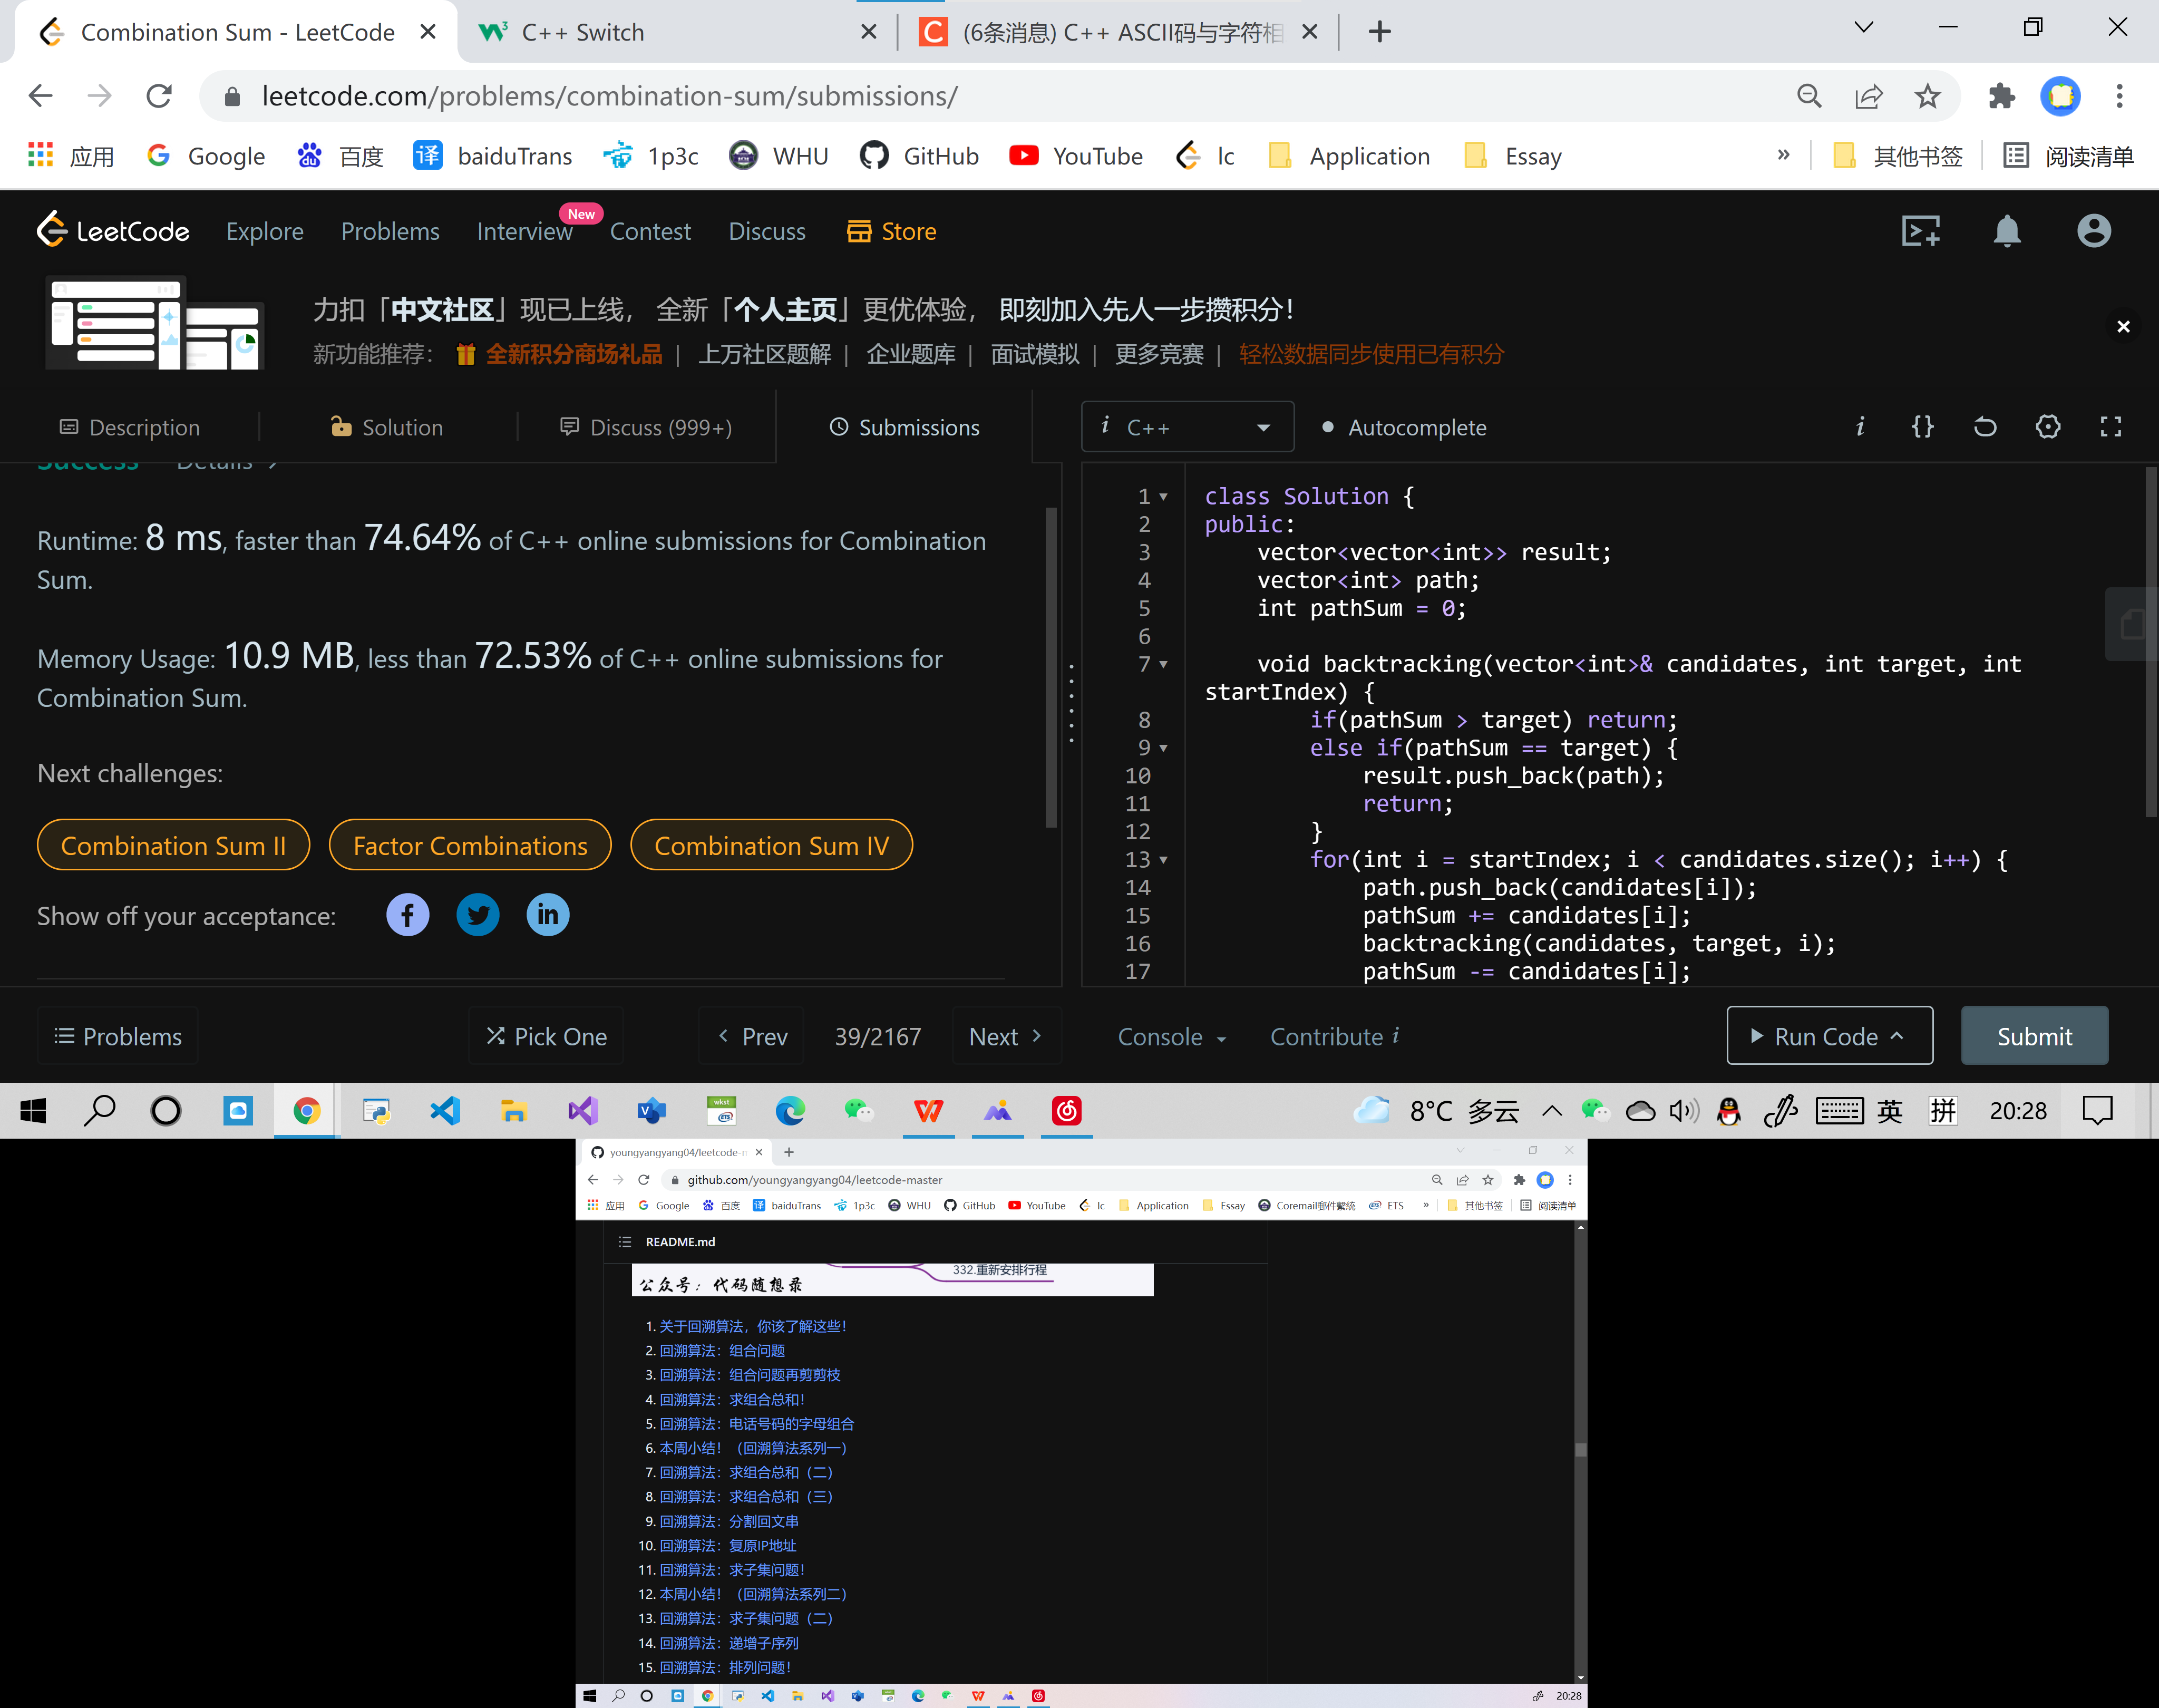 Combination Sum - LeetCode
C++ Switch
(6条消息) C++ ASCII码与字符相
leetcode.com/problems/combination-sum/submissions/
应用 Google 百度 baiduTrans 1p3c WHU GitHub YouTube lc Application Essay » 其他书签 阅读清单
LeetCode Explore Problems Interview New Contest Discuss Store
力扣「中文社区」现已上线， 全新「个人主页」更优体验， 即刻加入先人一步攒积分！
新功能推荐： 全新积分商场礼品 | 上万社区题解 | 企业题库 | 面试模拟 | 更多竞赛 | 轻松数据同步使用已有积分
Description Solution Discuss (999+) Submissions
i C++ Autocomplete
Success Details >
Runtime: 8 ms, faster than 74.64% of C++ online submissions for Combination
Sum.
Memory Usage: 10.9 MB, less than 72.53% of C++ online submissions for
Combination Sum.
Next challenges:
Combination Sum II Factor Combinations Combination Sum IV
Show off your acceptance:
1 class Solution {
2 public:
3 vector<vector<int>> result;
4 vector<int> path;
5 int pathSum = 0;
6
7 void backtracking(vector<int>& candidates, int target, int
startIndex) {
8 if(pathSum > target) return;
9 else if(pathSum == target) {
10 result.push_back(path);
11 return;
12 }
13 for(int i = startIndex; i < candidates.size(); i++) {
14 path.push_back(candidates[i]);
15 pathSum += candidates[i];
16 backtracking(candidates, target, i);
17 pathSum -= candidates[i];
Problems Pick One Prev 39/2167 Next Console Contribute i Run Code Submit
8°C 多云 英 拼 20:28
youngyangyang04/leetcode-m
github.com/youngyangyang04/leetcode-master
应用 Google 百度 baiduTrans 1p3c WHU GitHub YouTube lc Application Essay Coremail郵件繫統 ETS » 其他书签 阅读清单
README.md
332.重新安排行程
公众号：代码随想录
1. 关于回溯算法，你该了解这些！
2. 回溯算法：组合问题
3. 回溯算法：组合问题再剪剪枝
4. 回溯算法：求组合总和！
5. 回溯算法：电话号码的字母组合
6. 本周小结！（回溯算法系列一）
7. 回溯算法：求组合总和（二）
8. 回溯算法：求组合总和（三）
9. 回溯算法：分割回文串
10. 回溯算法：复原IP地址
11. 回溯算法：求子集问题！
12. 本周小结！（回溯算法系列二）
13. 回溯算法：求子集问题（二）
14. 回溯算法：递增子序列
15. 回溯算法：排列问题！
20:28